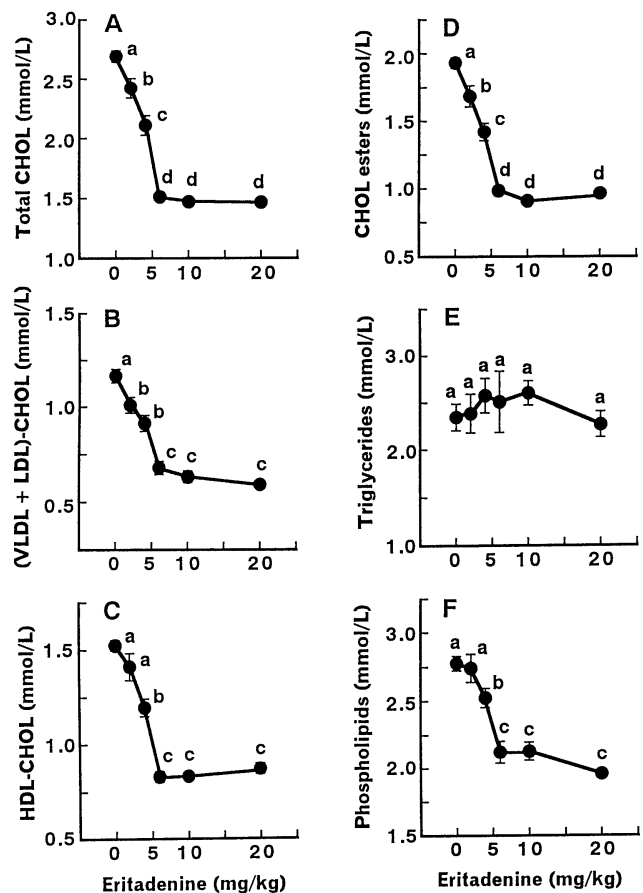 A
Total CHOL (mmol/L)
3.0
2.5
2.0
1.5
1.0
a
b
c
d
d
d
0 5 10 20
D
CHOL esters (mmol/L)
2.0
1.5
1.0
0.5
a
b
c
d
d
d
0 5 10 20
B
(VLDL + LDL)-CHOL (mmol/L)
1.5
1.0
0.5
a
b
b
c
c
c
0 5 10 20
E
Triglycerides (mmol/L)
3.0
2.0
1.0
a
a
a
a
a
a
0 5 10 20
C
HDL-CHOL (mmol/L)
1.5
1.0
0.5
a
a
b
c
c
c
0 5 10 20
Eritadenine (mg/kg)
F
Phospholipids (mmol/L)
3.0
2.5
2.0
1.5
a
a
b
c
c
c
0 5 10 20
Eritadenine (mg/kg)